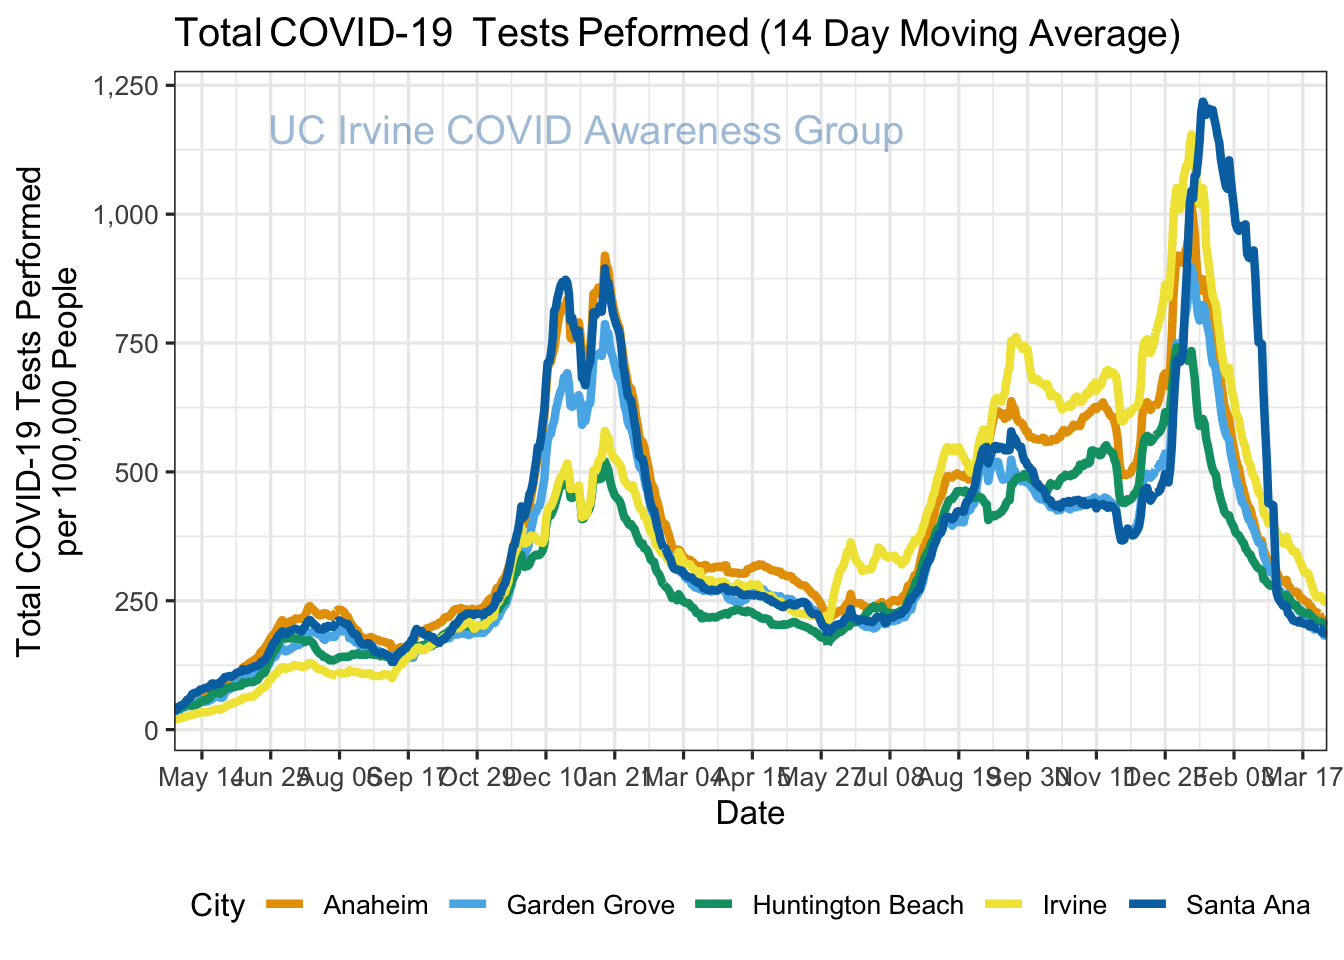 Total COVID-19 Tests Peformed (14 Day Moving Average)
UC Irvine COVID Awareness Group
Total COVID-19 Tests Performed
per 100,000 People
1,250
1,000
750
500
250
0
May 14 Jun 25 Aug 06 Sep 17 Oct 29 Dec 10 Jan 21 Mar 04 Apr 15 May 27 Jul 08 Aug 19 Sep 30 Nov 11 Dec 23 Feb 03 Mar 17
Date
City Anaheim Garden Grove Huntington Beach Irvine Santa Ana